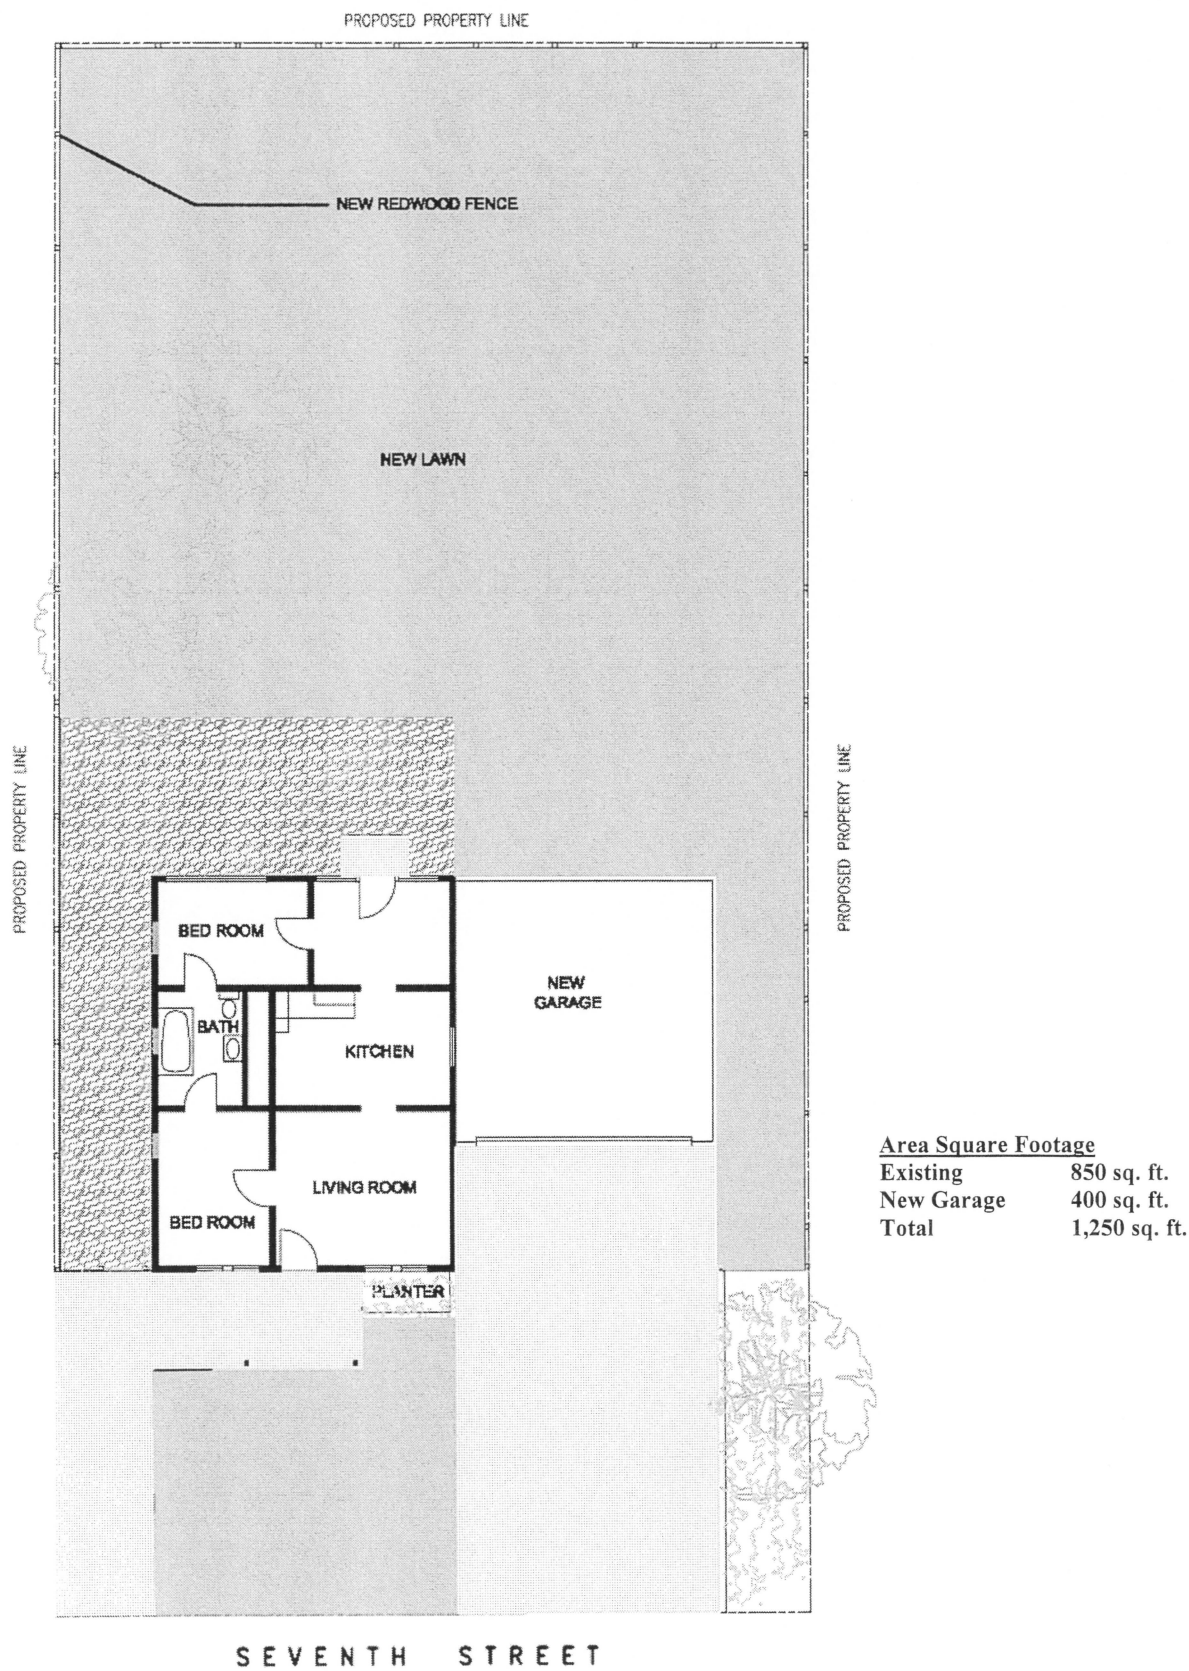 PROPOSED PROPERTY LINE
NEW REDWOOD FENCE
NEW LAWN
PROPOSED PROPERTY LINE
PROPOSED PROPERTY LINE
BED ROOM
NEW
GARAGE
BATH
KITCHEN
LIVING ROOM
BED ROOM
PLANTER
Area Square Footage
Existing 850 sq. ft.
New Garage 400 sq. ft.
Total 1,250 sq. ft.
SEVENTH STREET